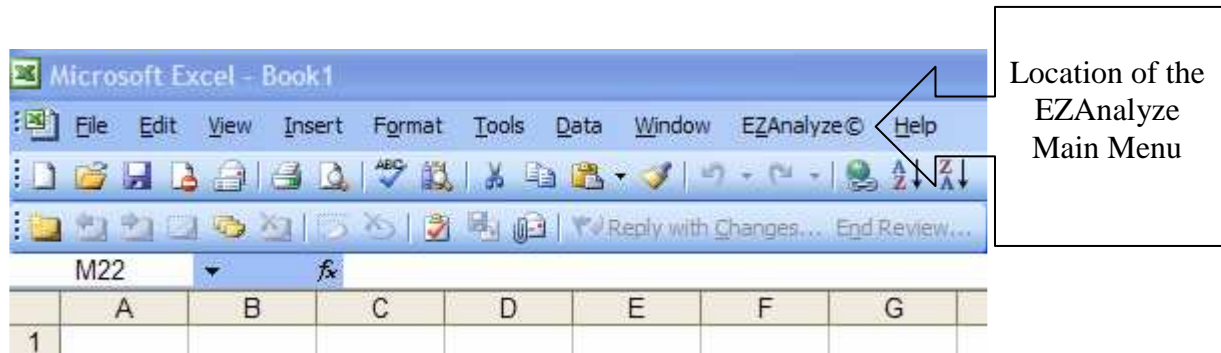 Microsoft Excel - Book1
File Edit View Insert Format Tools Data Window EZAnalyze© Help
ABC A Z Z A
Reply with Changes... End Review...
M22 fx
A B C D E F G
1
Location of the
EZAnalyze
Main Menu